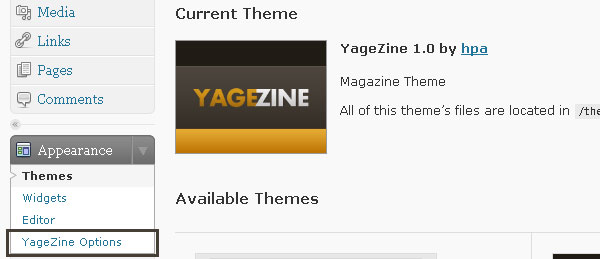 Media
Links
Pages
Comments
Appearance
Themes
Widgets
Editor
YageZine Options
Current Theme
YAGEZINE
YageZine 1.0 by hpa
Magazine Theme
All of this theme's files are located in /the
Available Themes